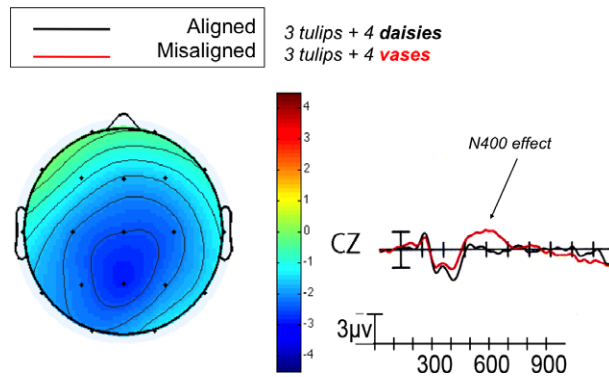 Aligned 3 tulips + 4 daisies
Misaligned 3 tulips + 4 vases
4
3
2
1
0
-1
-2
-3
-4
N400 effect
CZ
3μv
300 600 900